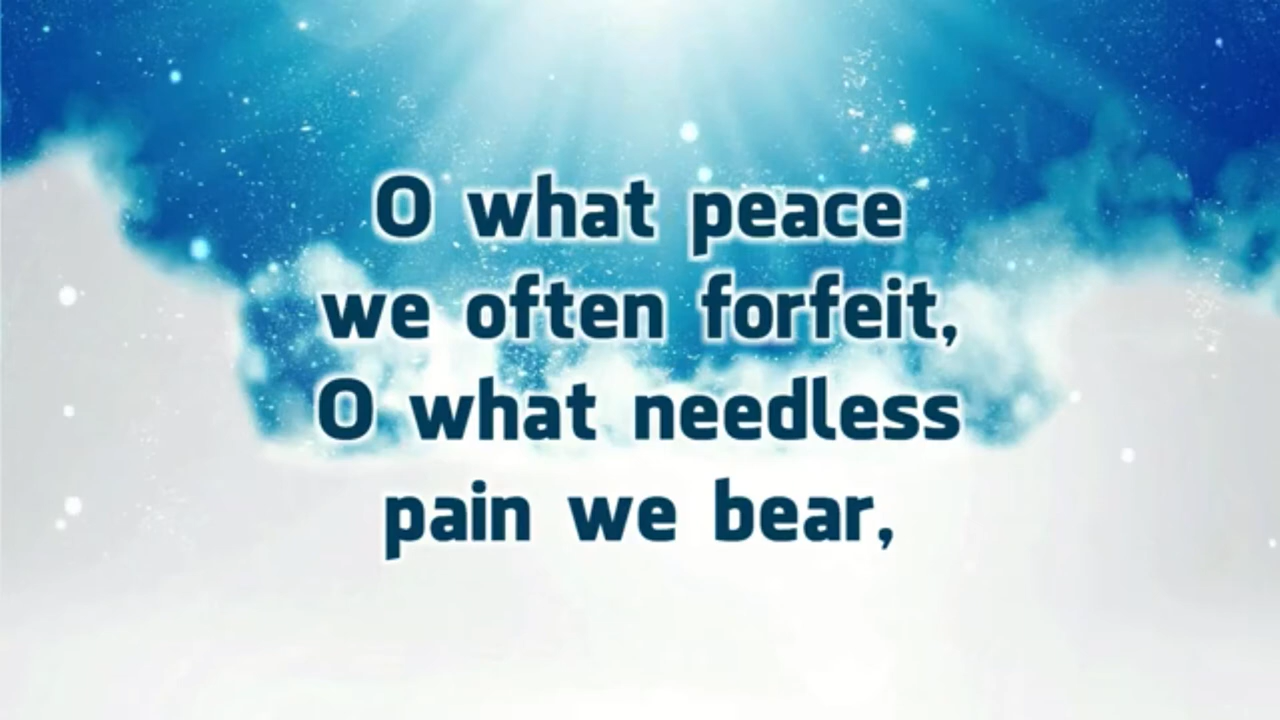 O what peace
we often forfeit,
O what needless
pain we bear,